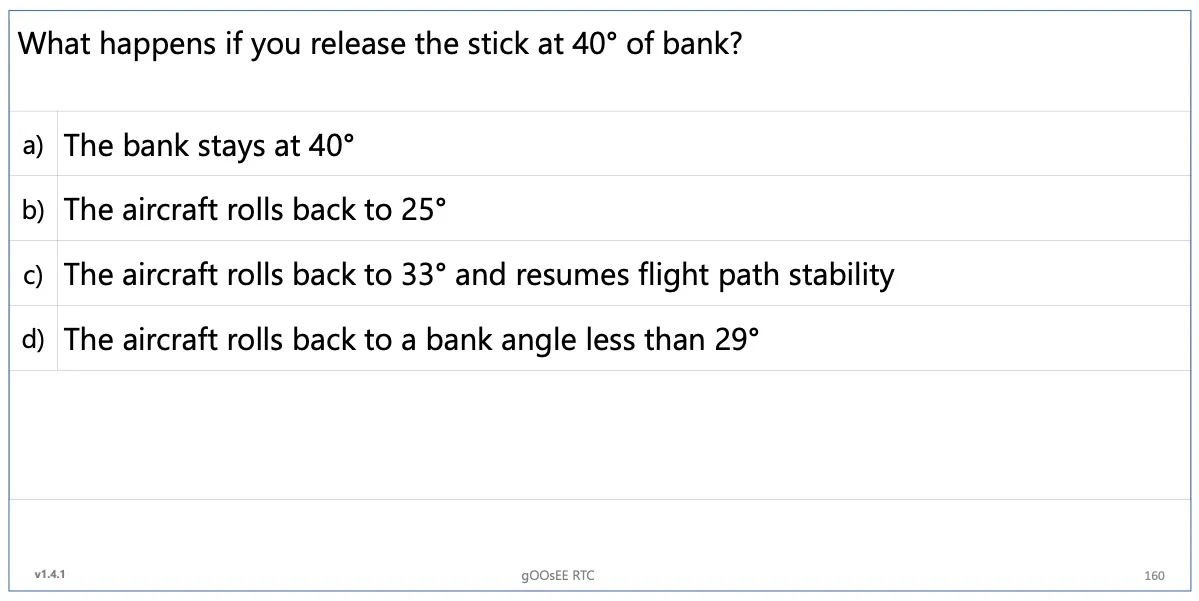 What happens if you release the stick at 40° of bank?
a) The bank stays at 40°
b) The aircraft rolls back to 25°
c) The aircraft rolls back to 33° and resumes flight path stability
d) The aircraft rolls back to a bank angle less than 29°
v1.4.1 gOOsEE RTC 160